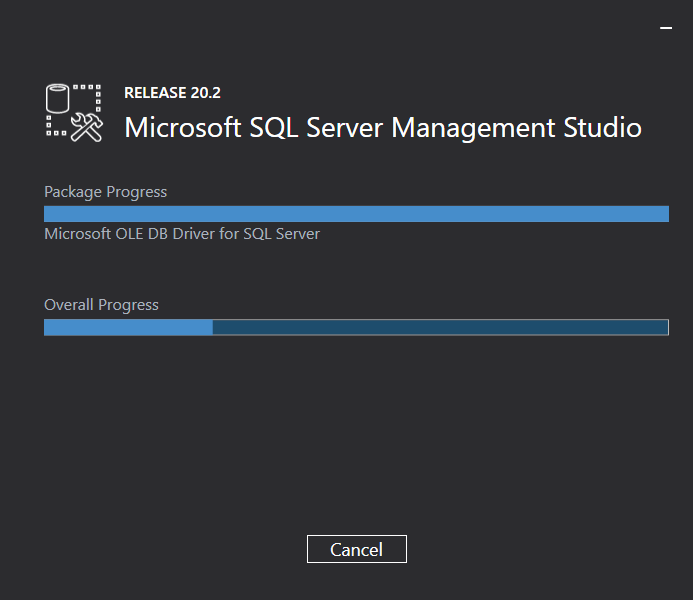 RELEASE 20.2
Microsoft SQL Server Management Studio
Package Progress
Microsoft OLE DB Driver for SQL Server
Overall Progress
Cancel